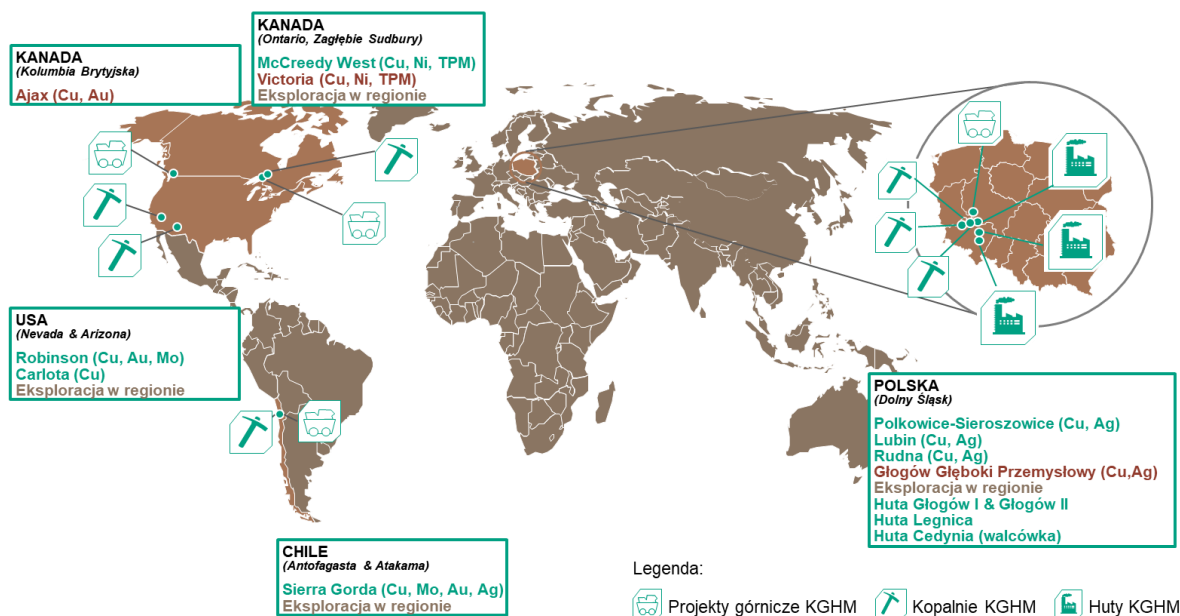 KANADA
(Kolumbia Brytyjska)
Ajax (Cu, Au)
KANADA
(Ontario, Zagłębie Sudbury)
McCreedy West (Cu, Ni, TPM)
Victoria (Cu, Ni, TPM)
Eksploracja w regionie
USA
(Nevada & Arizona)
Robinson (Cu, Au, Mo)
Carlota (Cu)
Eksploracja w regionie
CHILE
(Antofagasta & Atakama)
Sierra Gorda (Cu, Mo, Au, Ag)
Eksploracja w regionie
POLSKA
(Dolny Śląsk)
Polkowice-Sieroszowice (Cu, Ag)
Lubin (Cu, Ag)
Rudna (Cu, Ag)
Głogów Głęboki Przemysłowy (Cu,Ag)
Eksploracja w regionie
Huta Głogów I & Głogów II
Huta Legnica
Huta Cedynia (walcówka)
Legenda:
Projekty górnicze KGHM
Kopalnie KGHM
Huty KGHM